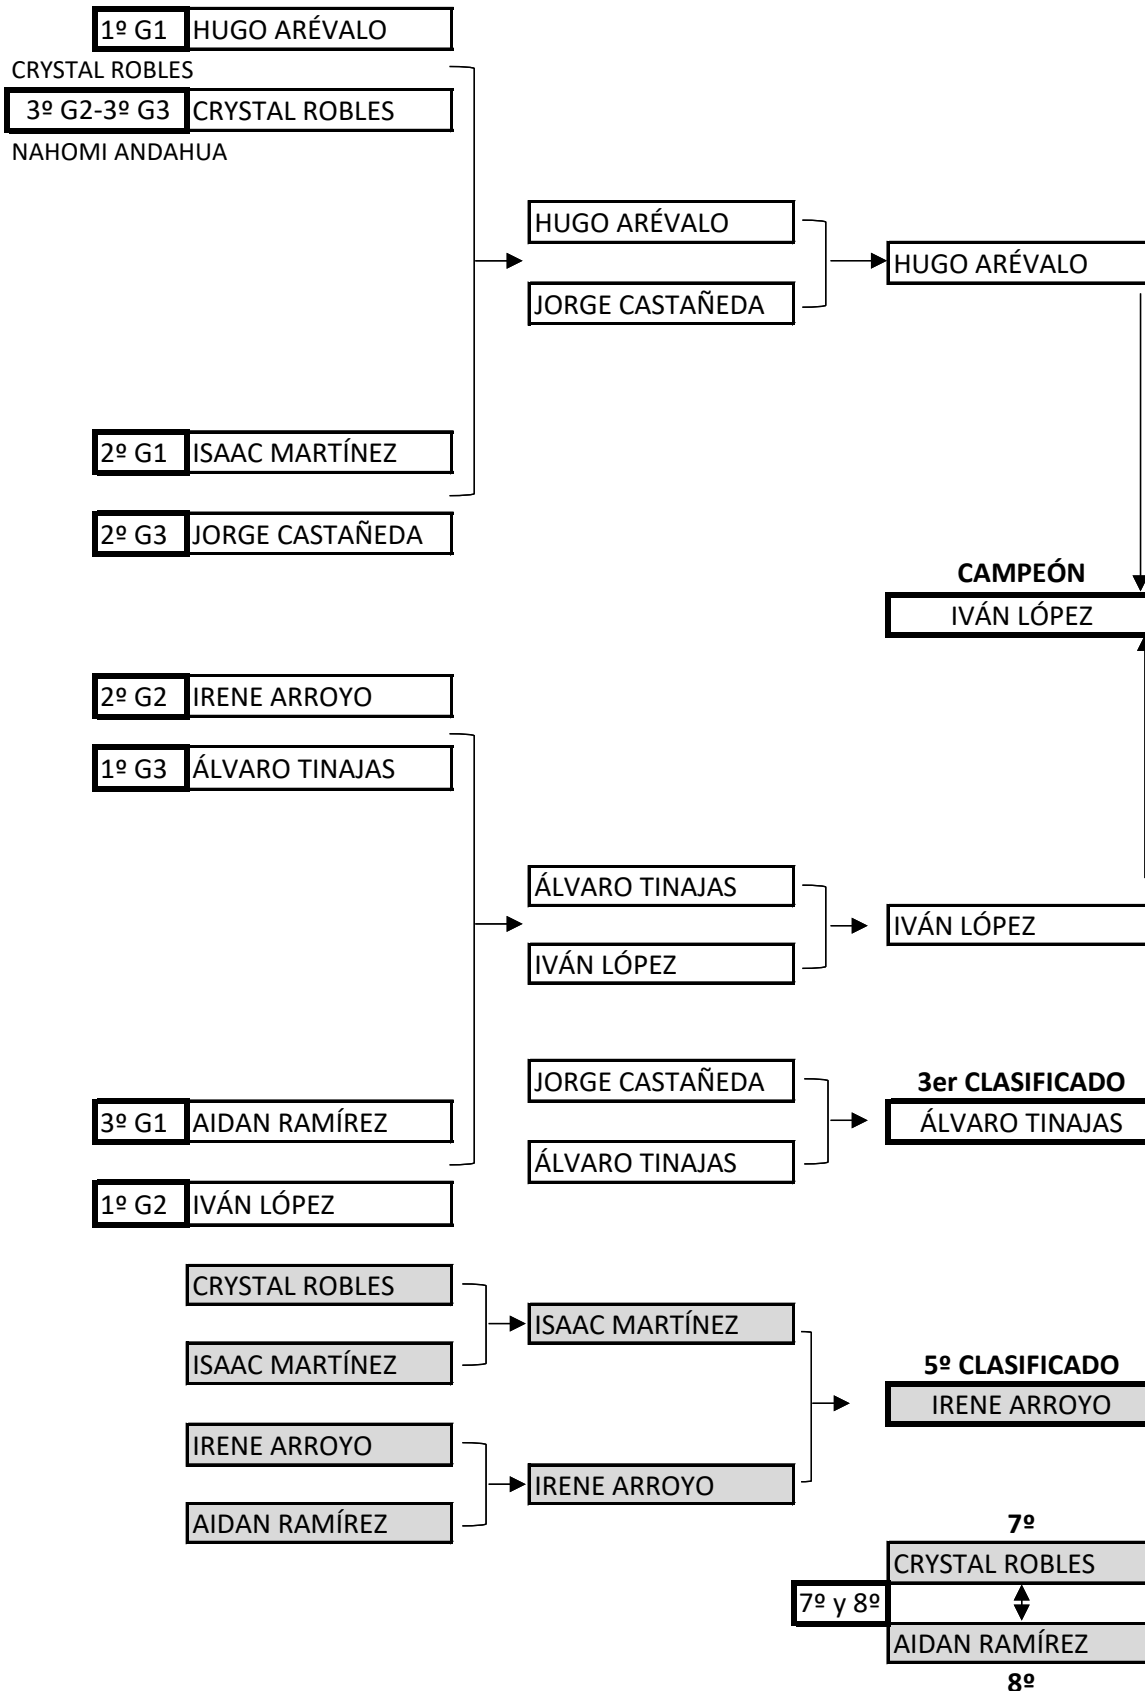 1º G1 HUGO ARÉVALO
CRYSTAL ROBLES
3º G2-3º G3 CRYSTAL ROBLES
NAHOMI ANDAHUA
HUGO ARÉVALO
HUGO ARÉVALO
JORGE CASTAÑEDA
2º G1 ISAAC MARTÍNEZ
2º G3 JORGE CASTAÑEDA
CAMPEÓN
IVÁN LÓPEZ
2º G2 IRENE ARROYO
1º G3 ÁLVARO TINAJAS
ÁLVARO TINAJAS
IVÁN LÓPEZ
IVÁN LÓPEZ
JORGE CASTAÑEDA
3er CLASIFICADO
3º G1 AIDAN RAMÍREZ
ÁLVARO TINAJAS
ÁLVARO TINAJAS
1º G2 IVÁN LÓPEZ
CRYSTAL ROBLES
ISAAC MARTÍNEZ
ISAAC MARTÍNEZ
5º CLASIFICADO
IRENE ARROYO
IRENE ARROYO
IRENE ARROYO
AIDAN RAMÍREZ
7º
CRYSTAL ROBLES
7º y 8º
AIDAN RAMÍREZ
8º